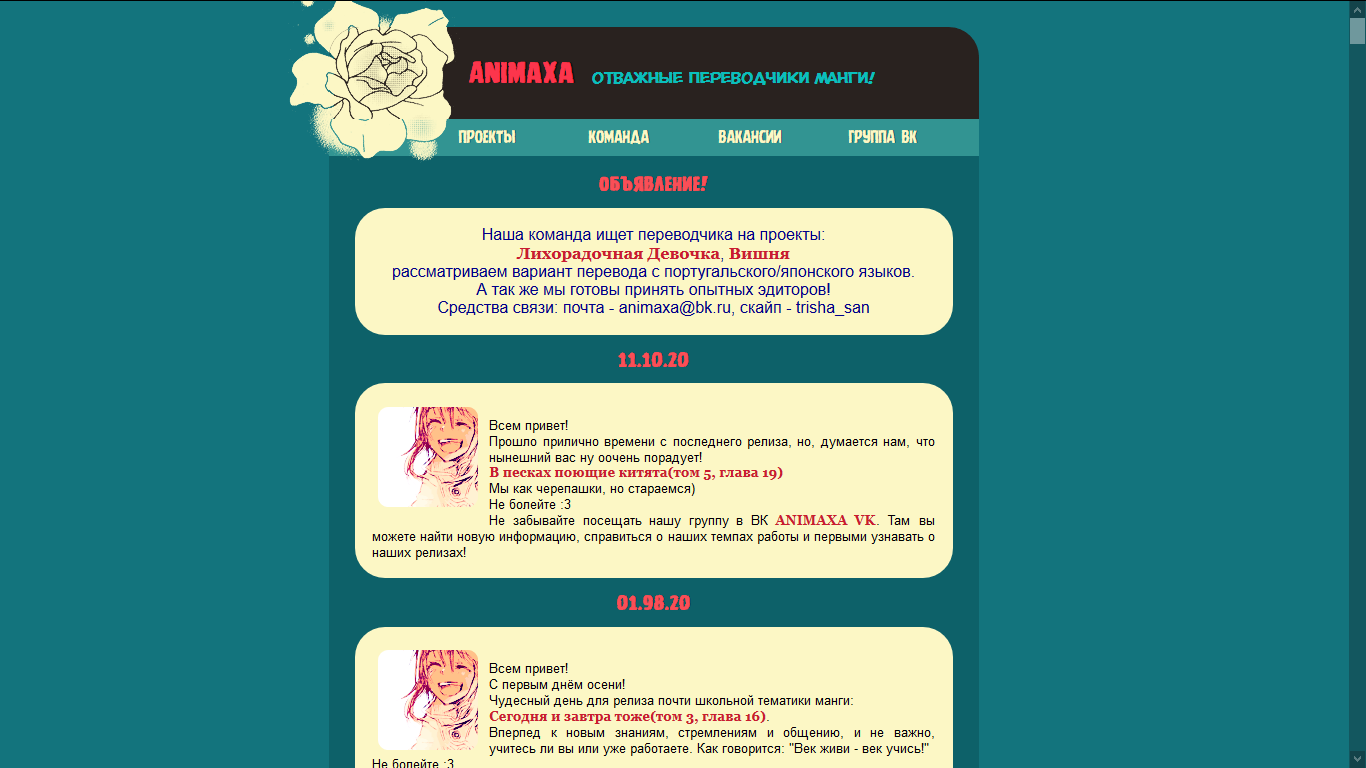 ANIMAXA ОТВАЖНЫЕ ПЕРЕВОДЧИКИ МАНГИ!
ПРОЕКТЫ КОМАНДА ВАКАНСИИ ГРУППА ВК
ОБЪЯВЛЕНИЕ!
Наша команда ищет переводчика на проекты:
Лихорадочная Девочка, Вишня
рассматриваем вариант перевода с португальского/японского языков.
А так же мы готовы принять опытных эдиторов!
Средства связи: почта - animaxa@bk.ru, скайп - trisha_san
11.10.20
Всем привет!
Прошло прилично времени с последнего релиза, но, думается нам, что
нынешний вас ну оочень порадует!
В песках поющие китята(том 5, глава 19)
Мы как черепашки, но стараемся)
Не болейте :3
Не забывайте посещать нашу группу в ВК ANIMAXA VK. Там вы
можете найти новую информацию, справиться о наших темпах работы и первыми узнавать о
наших релизах!
01.98.20
Всем привет!
С первым днём осени!
Чудесный день для релиза почти школьной тематики манги:
Сегодня и завтра тоже(том 3, глава 16).
Вперпед к новым знаниям, стремлениям и общению, и не важно,
учитесь ли вы или уже работаете. Как говорится: "Век живи - век учись!"
Не болейте :3